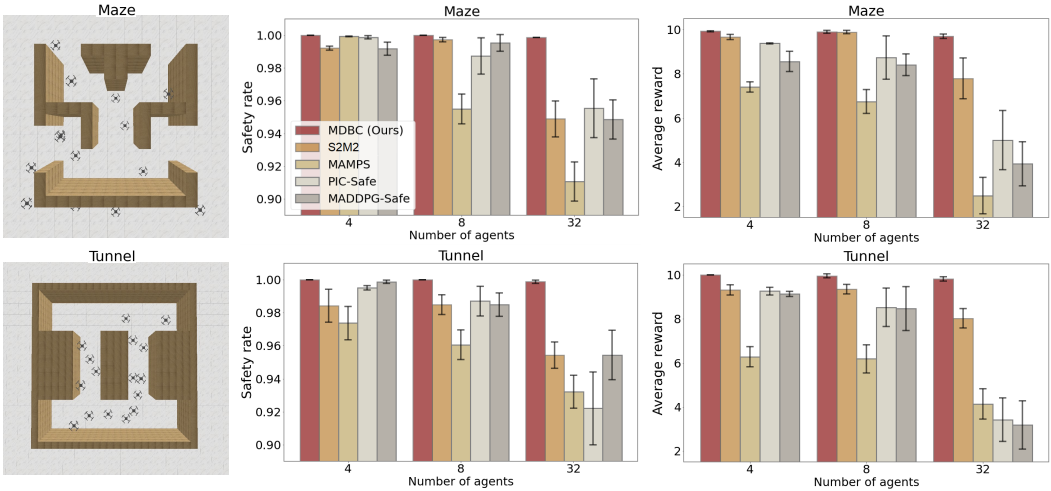 Maze
Maze
Maze
Safety rate
1.00
0.98
0.96
0.94
0.92
0.90
MDBC (Ours)
S2M2
MAMPS
PIC-Safe
MADDPG-Safe
4
8
32
Number of agents
Average reward
10
8
6
4
2
4
8
32
Number of agents
Tunnel
Tunnel
Tunnel
Safety rate
1.00
0.98
0.96
0.94
0.92
0.90
4
8
32
Number of agents
Average reward
10
8
6
4
2
4
8
32
Number of agents